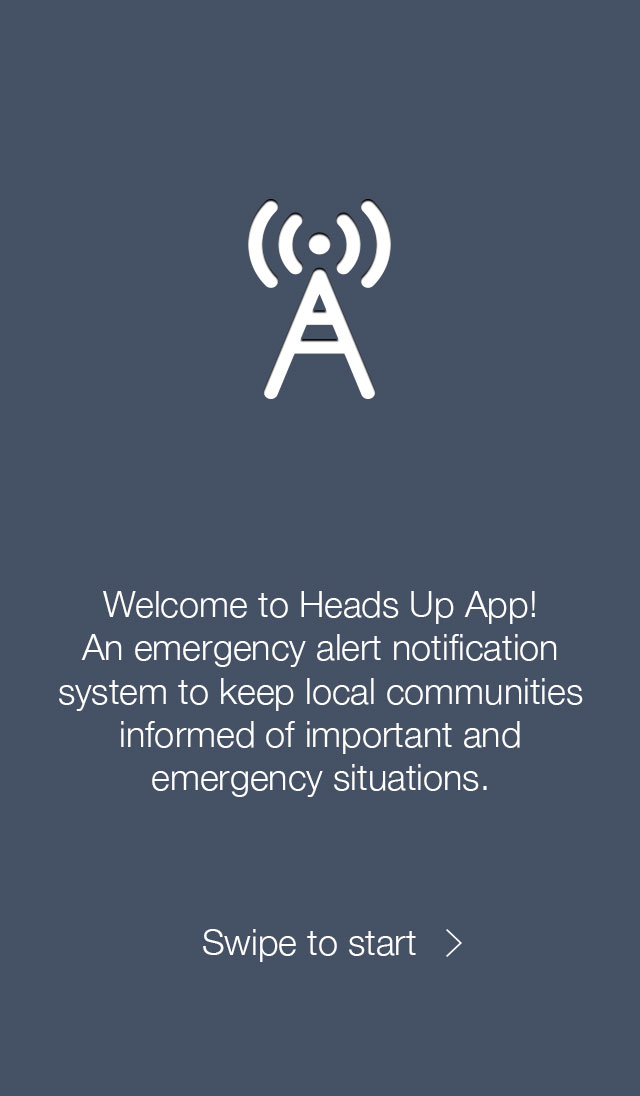 Welcome to Heads Up App!
An emergency alert notification
system to keep local communities
informed of important and
emergency situations.
Swipe to start